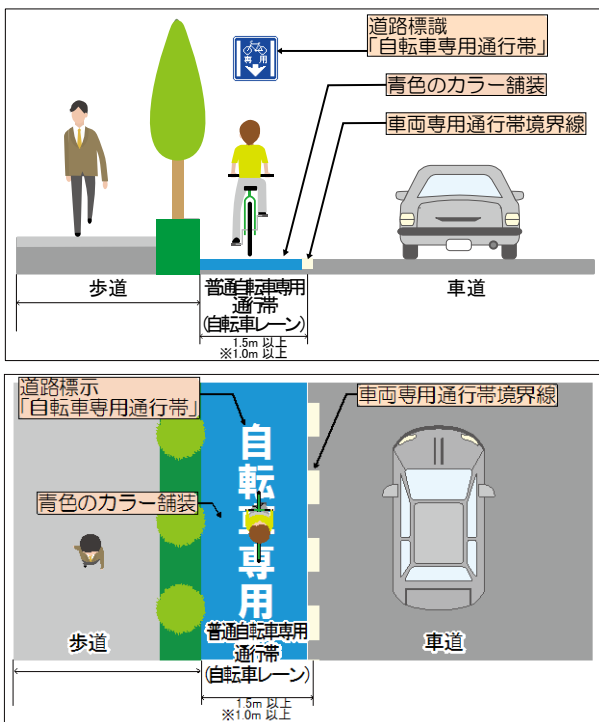 道路標識
「自転車専用通行帯」
専用
青色のカラー舗装
車両専用通行帯境界線
歩道
普通自転車専用
通行帯
(自転車レーン)
車道
1.5m 以上
※1.0m 以上
道路標示
「自転車専用通行帯」
車両専用通行帯境界線
自転車専用
青色のカラー舗装
歩道
普通自転車専用
通行帯
(自転車レーン)
車道
1.5m 以上
※1.0m 以上